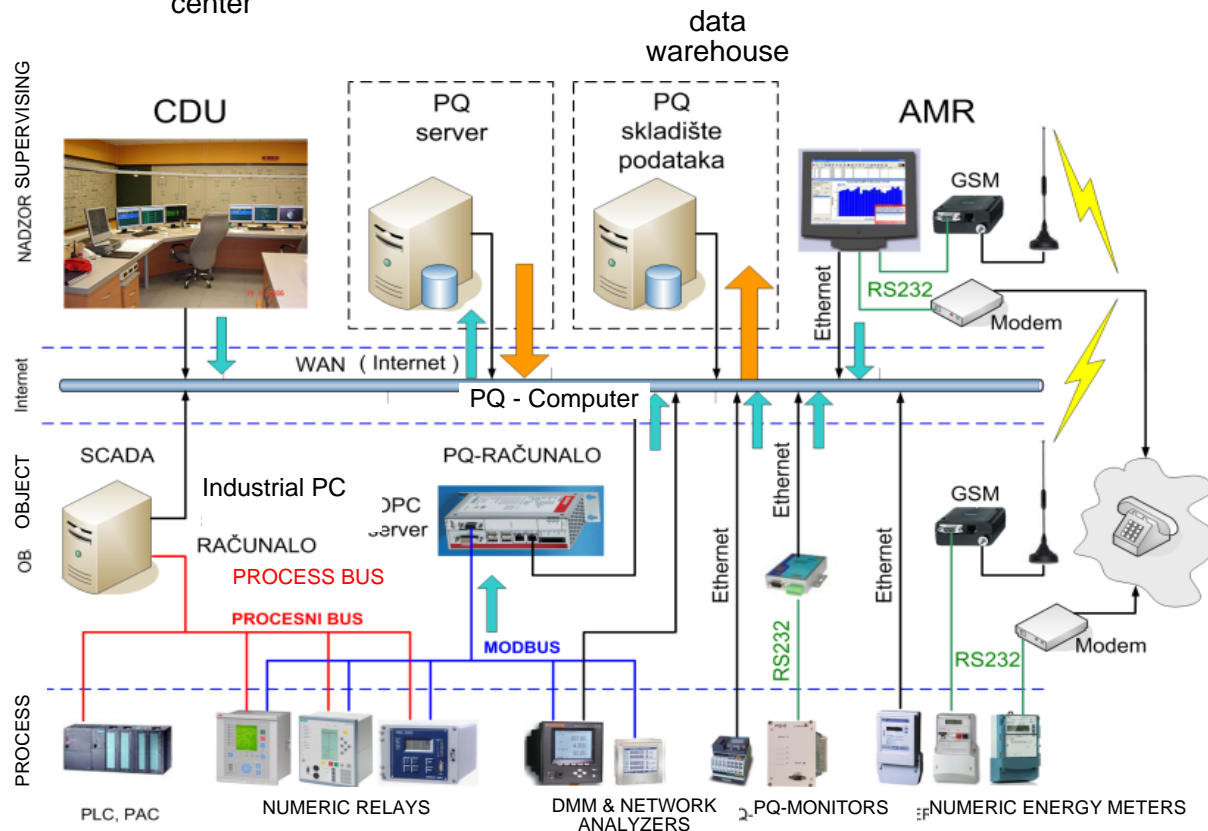 center
data
warehouse
NADZOR SUPERVISING
CDU
PQ
server
PQ
skladište
podataka
AMR
GSM
RS232
Modem
Ethernet
Internet
WAN ( Internet )
PQ - Computer
OB OBJECT
SCADA
Industrial PC
RAČUNALO
PROCESS BUS
PROCESNI BUS
PQ-RAČUNALO
OPC
server
MODBUS
Ethernet
Ethernet
RS232
Ethernet
GSM
RS232
Modem
PROCESS
PLC, PAC
NUMERIC RELAYS
DMM & NETWORK
ANALYZERS
PQ-MONITORS
NUMERIC ENERGY METERS